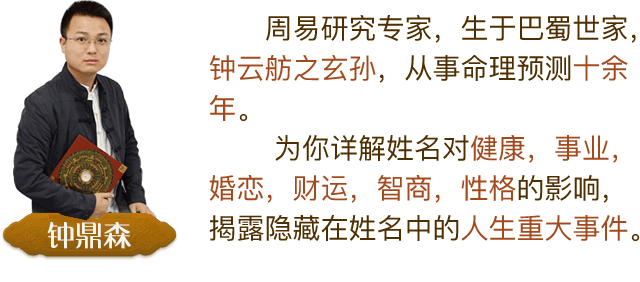 周易研究专家，生于巴蜀世家，
钟云舫之玄孙，从事命理预测十余
年。
为你详解姓名对健康，事业，
婚恋，财运，智商，性格的影响，
揭露隐藏在姓名中的人生重大事件。
钟鼎森